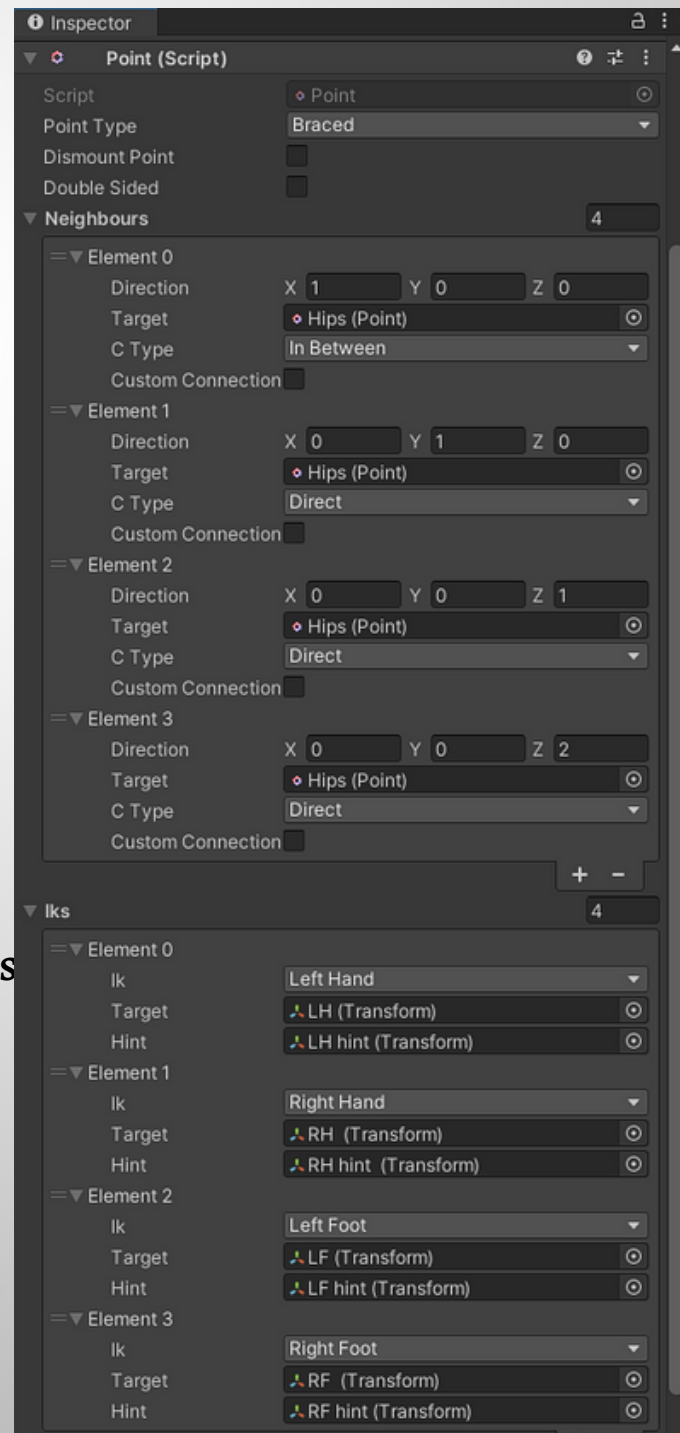 Inspector
Point (Script)
Script Point
Point Type Braced
Dismount Point
Double Sided
Neighbours 4
Element 0
Direction X 1 Y 0 Z 0
Target Hips (Point)
C Type In Between
Custom Connection
Element 1
Direction X 0 Y 1 Z 0
Target Hips (Point)
C Type Direct
Custom Connection
Element 2
Direction X 0 Y 0 Z 1
Target Hips (Point)
C Type Direct
Custom Connection
Element 3
Direction X 0 Y 0 Z 2
Target Hips (Point)
C Type Direct
Custom Connection
+ -
Iks 4
s
Element 0
Ik Left Hand
Target LH (Transform)
Hint LH hint (Transform)
Element 1
Ik Right Hand
Target RH (Transform)
Hint RH hint (Transform)
Element 2
Ik Left Foot
Target LF (Transform)
Hint LF hint (Transform)
Element 3
Ik Right Foot
Target RF (Transform)
Hint RF hint (Transform)